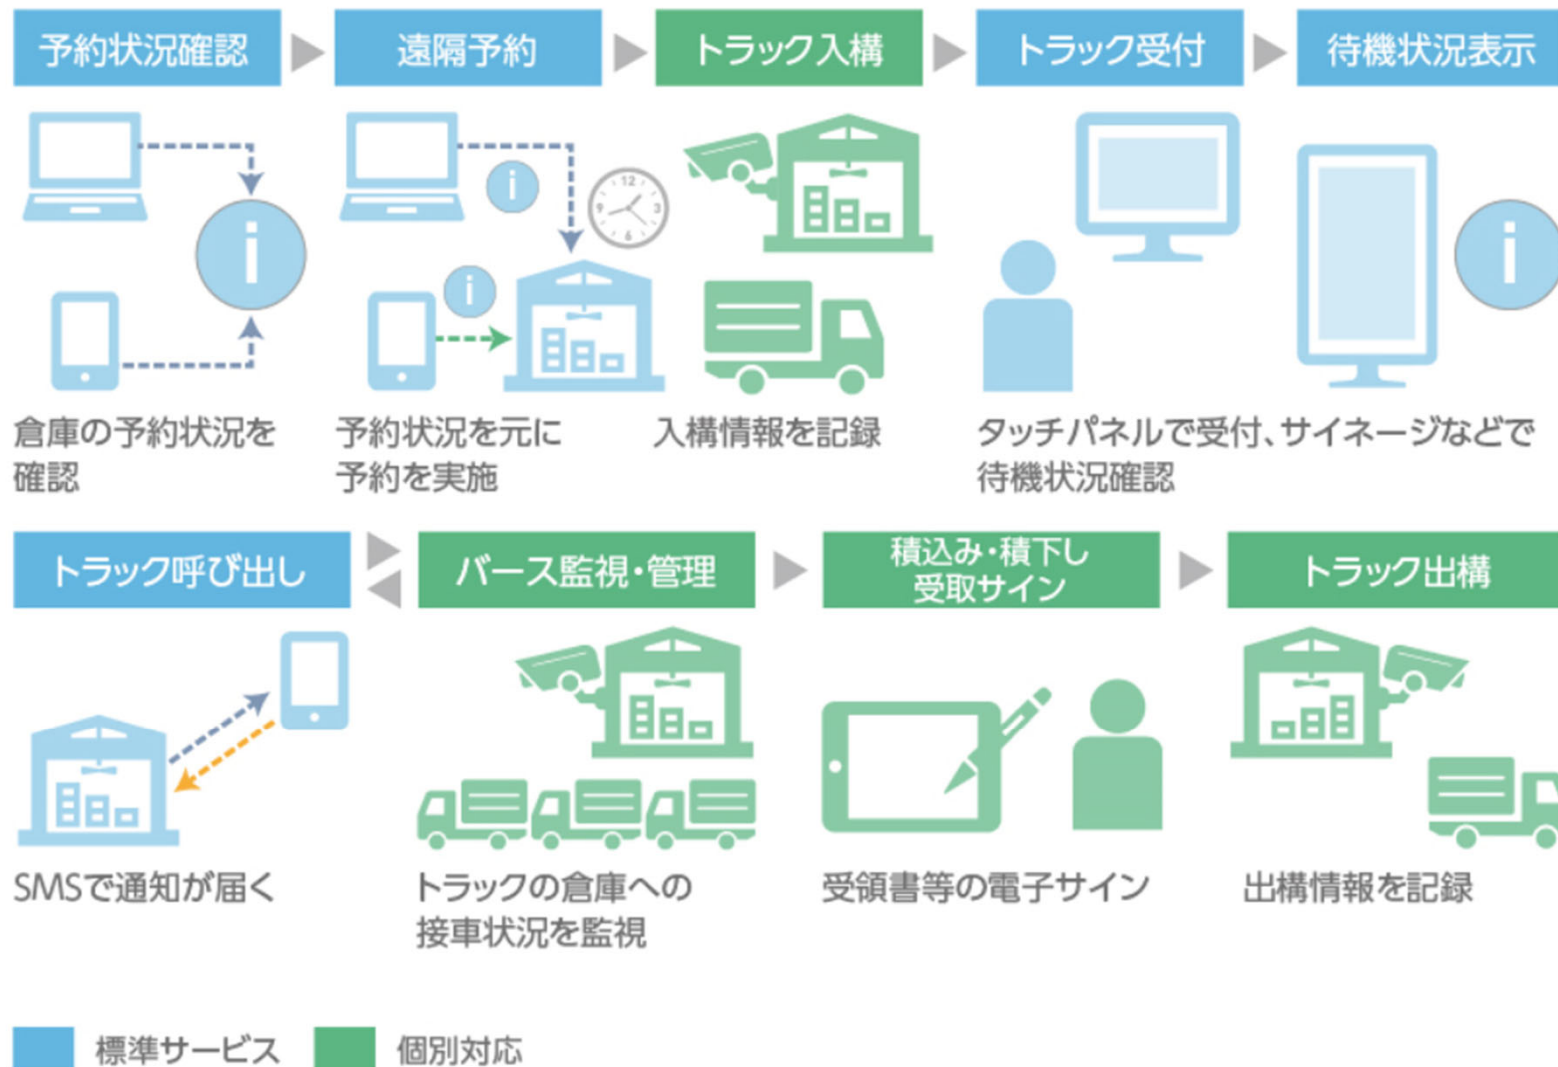 予約状況確認
遠隔予約
トラック入構
トラック受付
待機状況表示
i
i
12
3
6
9
i
i
倉庫の予約状況を
確認
予約状況を元に
予約を実施
入構情報を記録
タッチパネルで受付、サイネージなどで
待機状況確認
トラック呼び出し
バース監視・管理
積込み・積下し
受取サイン
トラック出構
SMSで通知が届く
トラックの倉庫への
接車状況を監視
受領書等の電子サイン
出構情報を記録
標準サービス
個別対応